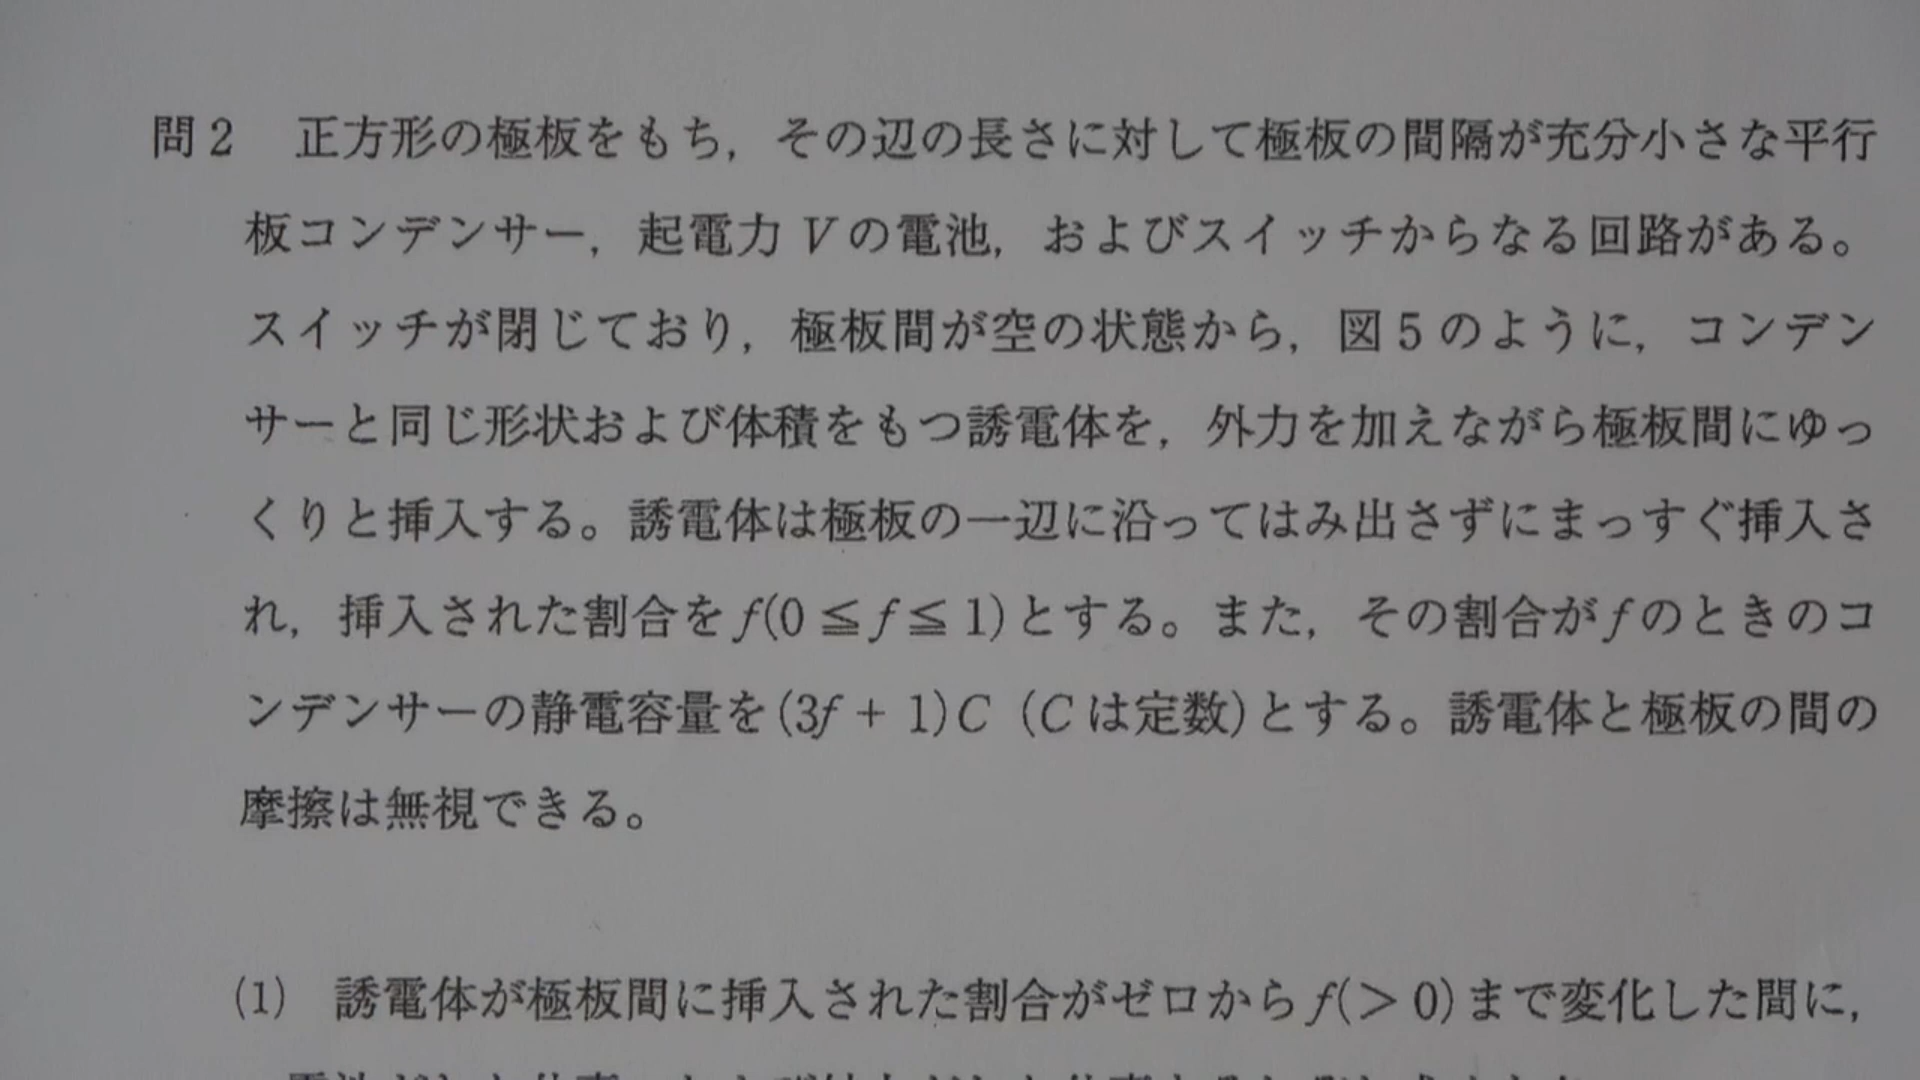 問2 正方形の極板をもち，その辺の長さに対して極板の間隔が充分小さな平行
板コンデンサー，起電力Vの電池，およびスイッチからなる回路がある。
スイッチが閉じており，極板間が空の状態から，図5のように，コンデン
サーと同じ形状および体積をもつ誘電体を，外力を加えながら極板間にゆっ
くりと挿入する。誘電体は極板の一辺に沿ってはみ出さずにまっすぐ挿入さ
れ，挿入された割合をf(0≦f≦1)とする。また，その割合がfのときのコ
ンデンサーの静電容量を(3f＋1)C（Cは定数）とする。誘電体と極板の間の
摩擦は無視できる。
(1) 誘電体が極板間に挿入された割合がゼロからf(＞0)まで変化した間に，